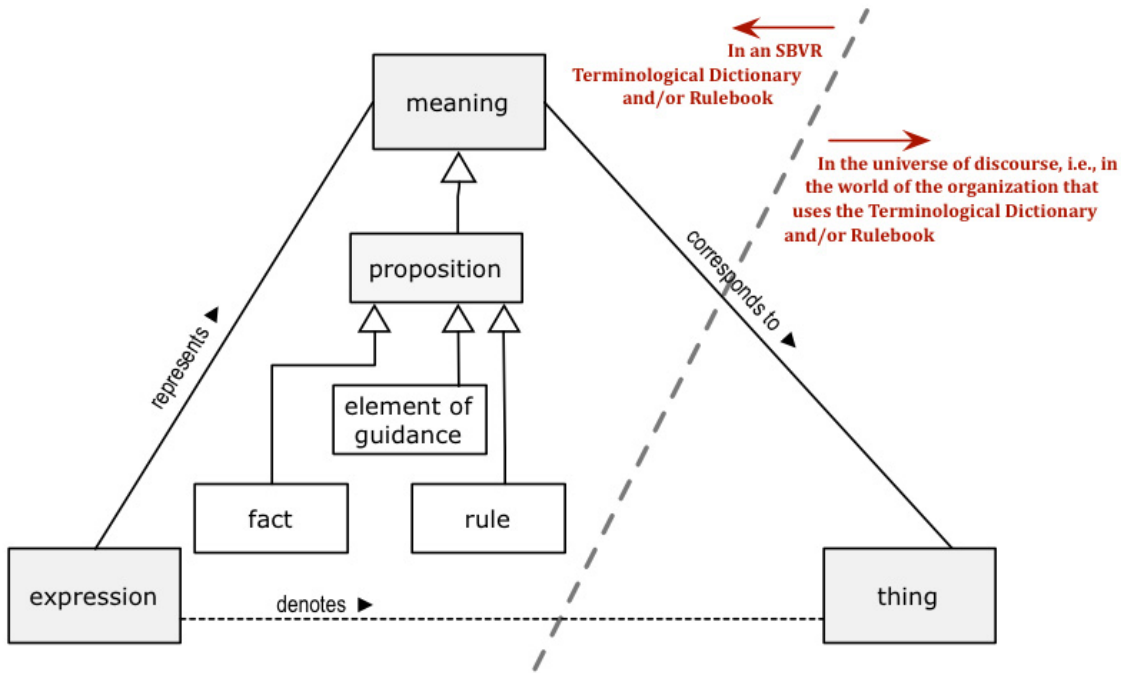 In an SBVR
Terminological Dictionary
and/or Rulebook
meaning
In the universe of discourse, i.e., in
the world of the organization that
uses the Terminological Dictionary
and/or Rulebook
proposition
corresponds to ▶
represents ▶
element of
guidance
fact
rule
expression
denotes ▶
thing